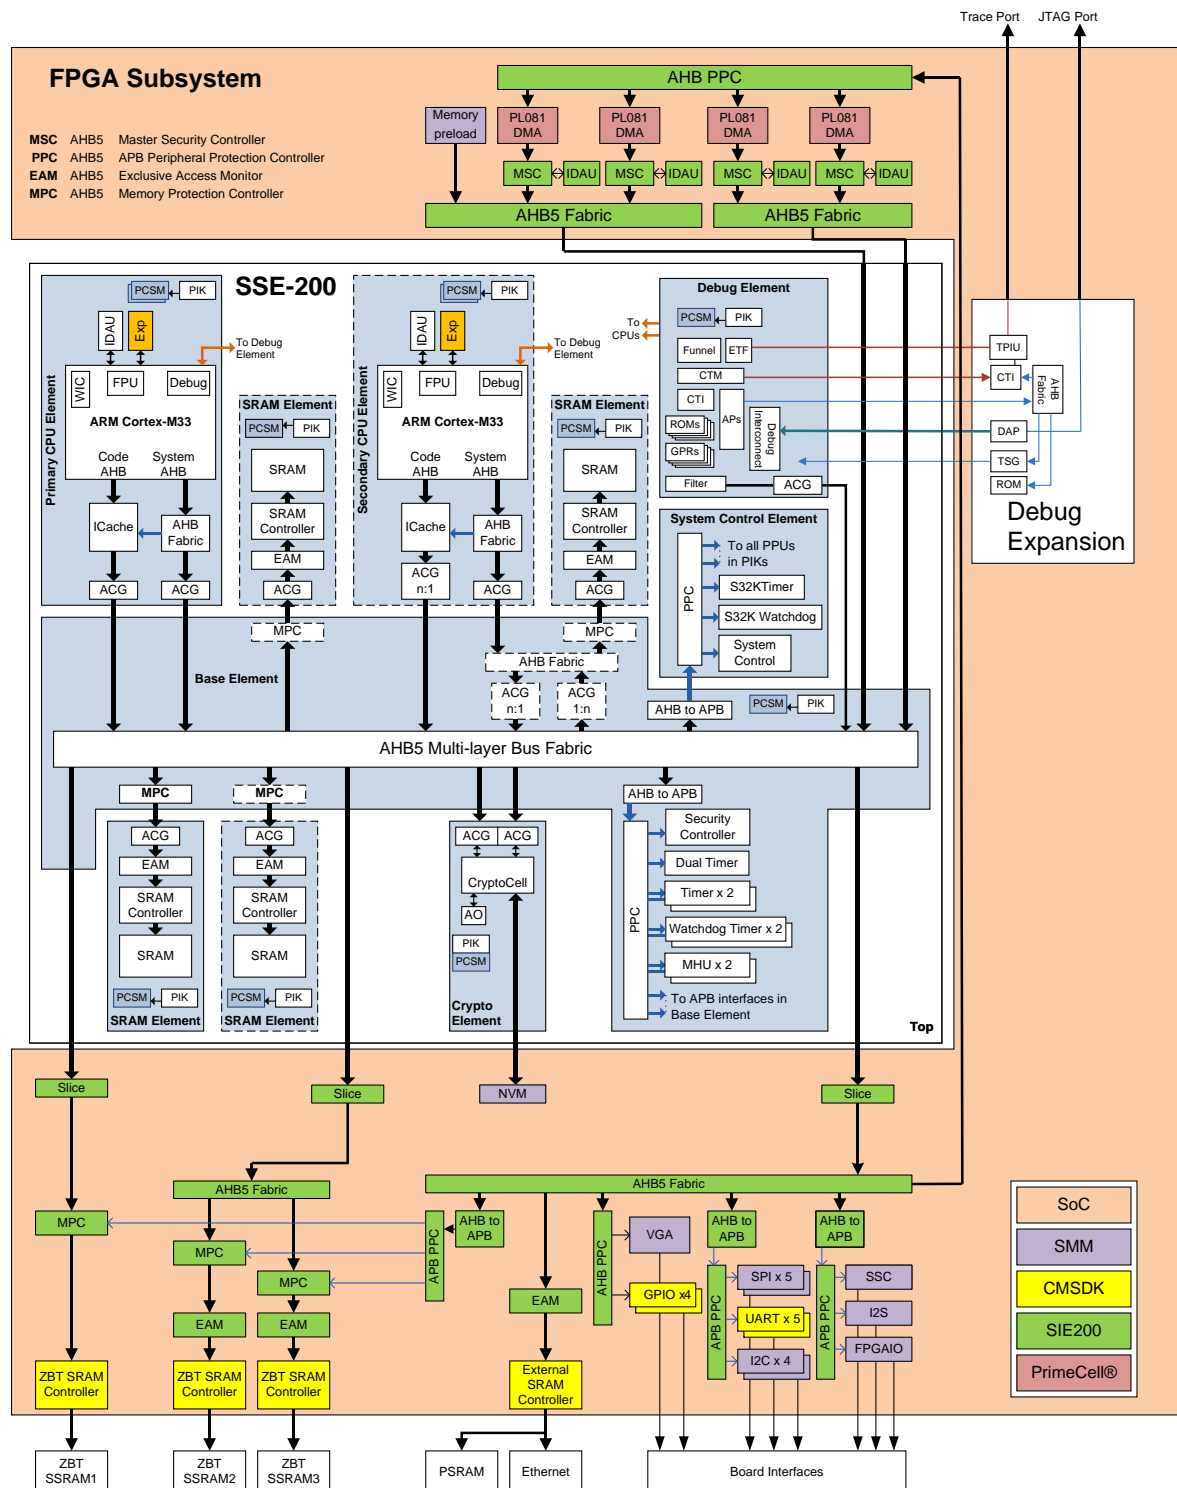 Trace Port
JTAG Port
FPGA Subsystem
MSC AHB5 Master Security Controller
PPC AHB5 APB Peripheral Protection Controller
EAM AHB5 Exclusive Access Monitor
MPC AHB5 Memory Protection Controller
AHB PPC
Memory
preload
PL081
DMA
PL081
DMA
PL081
DMA
PL081
DMA
MSC
IDAU
MSC
IDAU
MSC
IDAU
MSC
IDAU
AHB5 Fabric
AHB5 Fabric
SSE-200
Primary CPU Element
PCSM
PIK
IDAU
Exp
To Debug
Element
WIC
FPU
Debug
ARM Cortex-M33
Code
AHB
System
AHB
ICache
AHB
Fabric
ACG
ACG
SRAM Element
PCSM
PIK
SRAM
SRAM
Controller
EAM
ACG
MPC
Secondary CPU Element
PCSM
PIK
IDAU
Exp
To Debug
Element
WIC
FPU
Debug
ARM Cortex-M33
Code
AHB
System
AHB
ICache
AHB
Fabric
ACG
n:1
ACG
SRAM Element
PCSM
PIK
SRAM
SRAM
Controller
EAM
ACG
MPC
AHB Fabric
ACG
n:1
ACG
1:n
Debug Element
To
CPUs
PCSM
PIK
Funnel
ETF
CTM
CTI
APs
ROMs
GPRs
Debug
Interconnect
Filter
ACG
TPIU
CTI
AHB
Fabric
DAP
TSG
ROM
Debug
Expansion
System Control Element
PPC
To all PPUs
in PIKs
S32KTimer
S32K Watchdog
System
Control
AHB to APB
PCSM
PIK
Base Element
AHB5 Multi-layer Bus Fabric
MPC
ACG
EAM
SRAM
Controller
SRAM
PCSM
PIK
SRAM Element
MPC
ACG
EAM
SRAM
Controller
SRAM
PCSM
PIK
SRAM Element
ACG
ACG
CryptoCell
AO
PIK
PCSM
Crypto
Element
AHB to APB
PPC
Security
Controller
Dual Timer
Timer x 2
Watchdog Timer x 2
MHU x 2
To APB interfaces in
Base Element
Top
Slice
Slice
NVM
Slice
AHB5 Fabric
AHB5 Fabric
MPC
MPC
MPC
APB PPC
AHB to
APB
EAM
EAM
EAM
AHB PPC
VGA
GPIO x4
AHB to
APB
APB PPC
SPI x 5
UART x 5
I2C x 4
AHB to
APB
APB PPC
SSC
I2S
FPGAIO
ZBT SRAM
Controller
ZBT SRAM
Controller
ZBT SRAM
Controller
External
SRAM
Controller
SoC
SMM
CMSDK
SIE200
PrimeCell®
ZBT
SSRAM1
ZBT
SSRAM2
ZBT
SSRAM3
PSRAM
Ethernet
Board Interfaces